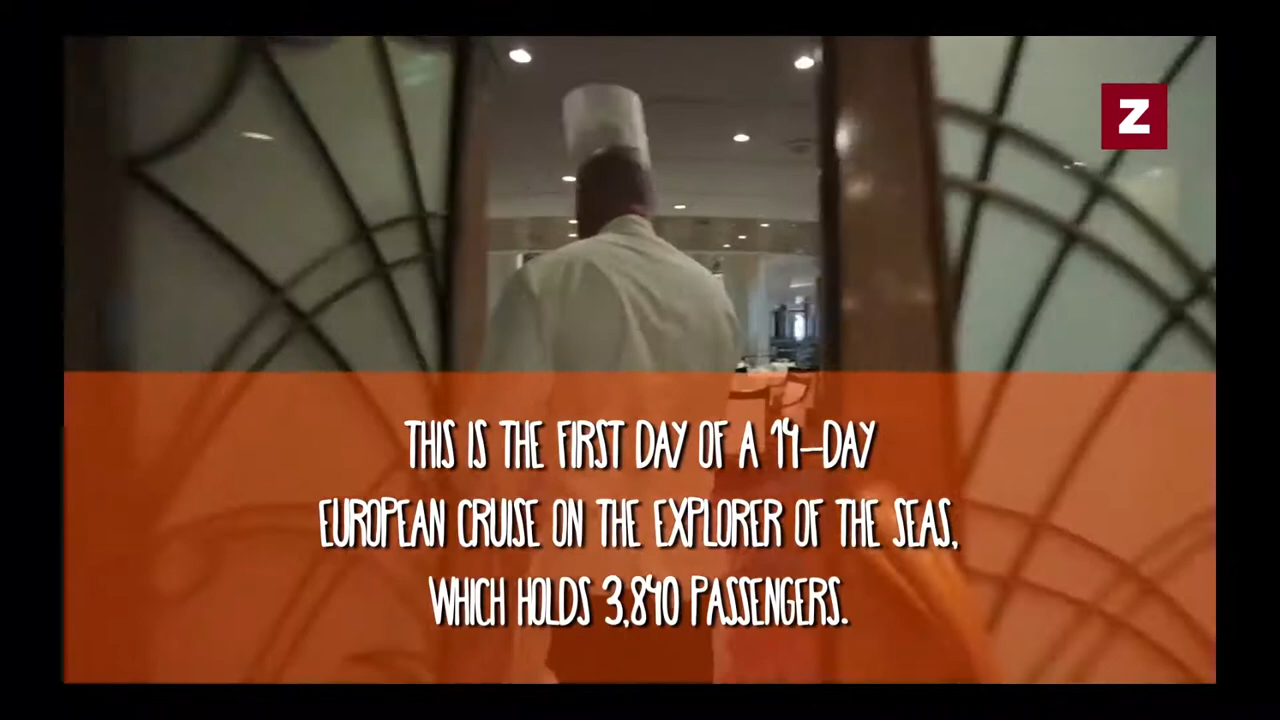 Z
THIS IS THE FIRST DAY OF A 14-DAY
EUROPEAN CRUISE ON THE EXPLORER OF THE SEAS,
WHICH HOLDS 3,840 PASSENGERS.